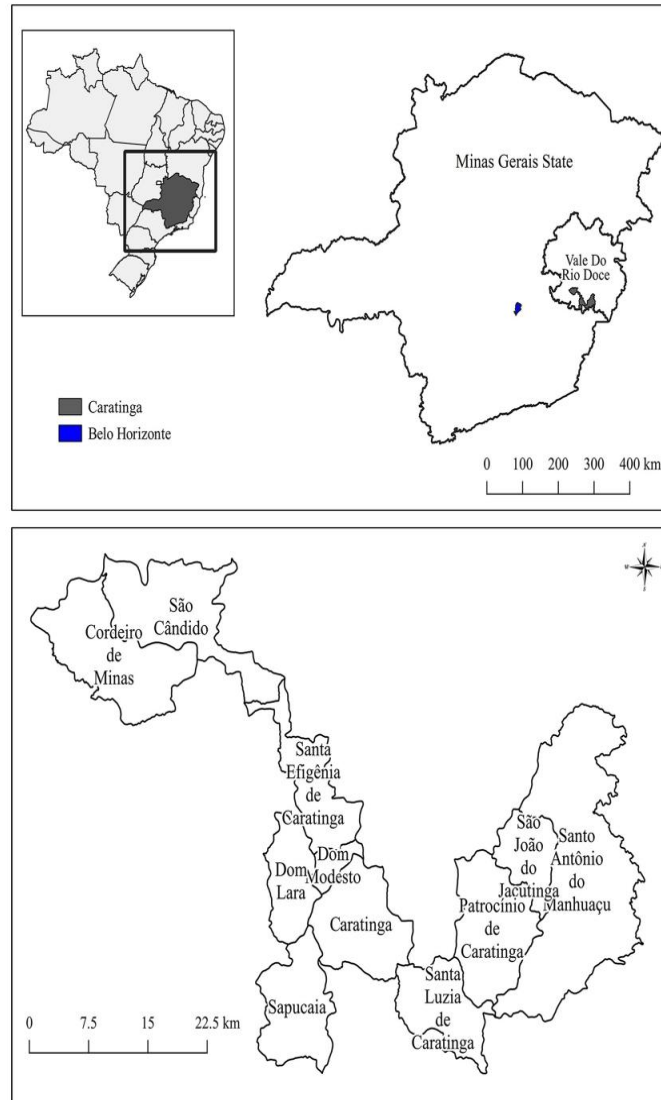 Minas Gerais State
Vale Do
Rio Doce
Caratinga
Belo Horizonte
0 100 200 300 400 km
São
Cândido
Cordeiro
de
Minas
Santa
Efigênia
de
Caratinga
Dom
Modesto
Dom
Lara
Caratinga
São
João
do
Jacutinga
Santo
Antônio
do
Manhuaçu
Patrocínio
de
Caratinga
Sapucaia
Santa
Luzia
de
Caratinga
0 7.5 15 22.5 km